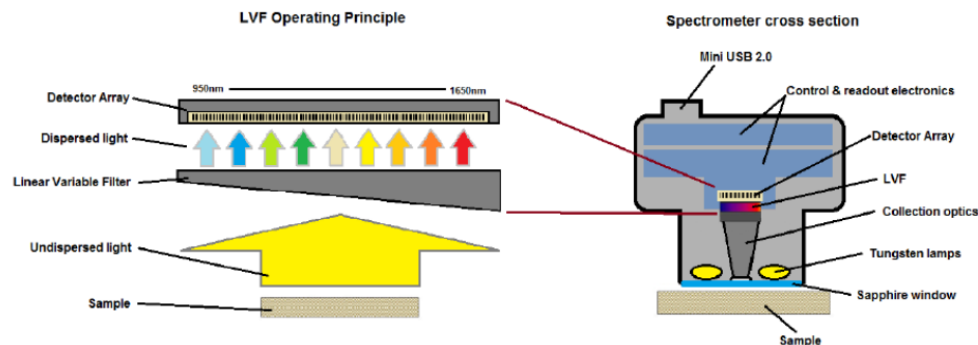 LVF Operating Principle
950nm
1650nm
Detector Array
Dispersed light
Linear Variable Filter
Undispersed light
Sample
Spectrometer cross section
Mini USB 2.0
Control & readout electronics
Detector Array
LVF
Collection optics
Tungsten lamps
Sapphire window
Sample